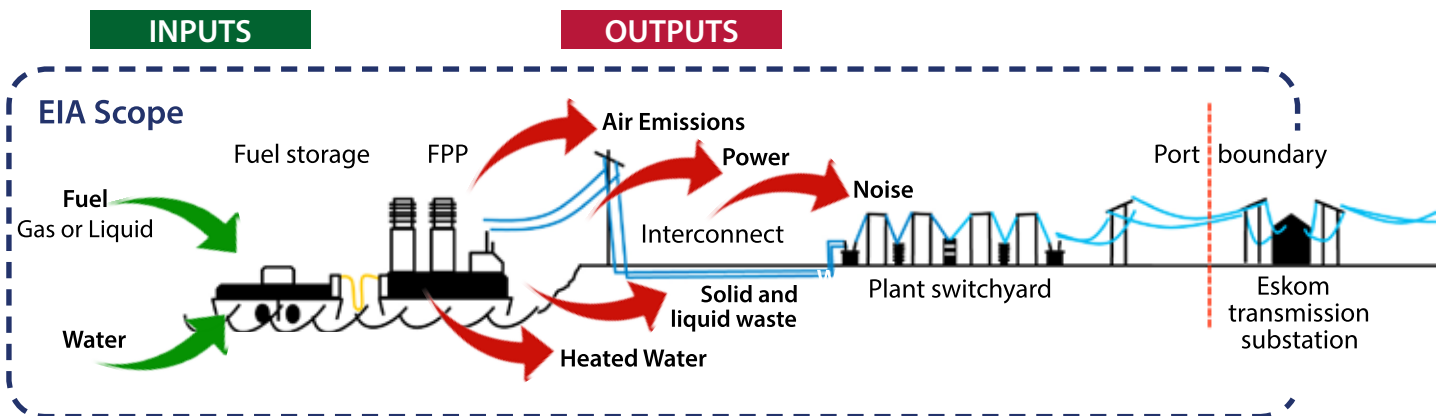 INPUTS
OUTPUTS
EIA Scope
Air Emissions
Fuel storage
FPP
Power
Port boundary
Fuel
Gas or Liquid
Noise
Interconnect
Plant switchyard
Solid and
liquid waste
Eskom
transmission
substation
Water
Heated Water